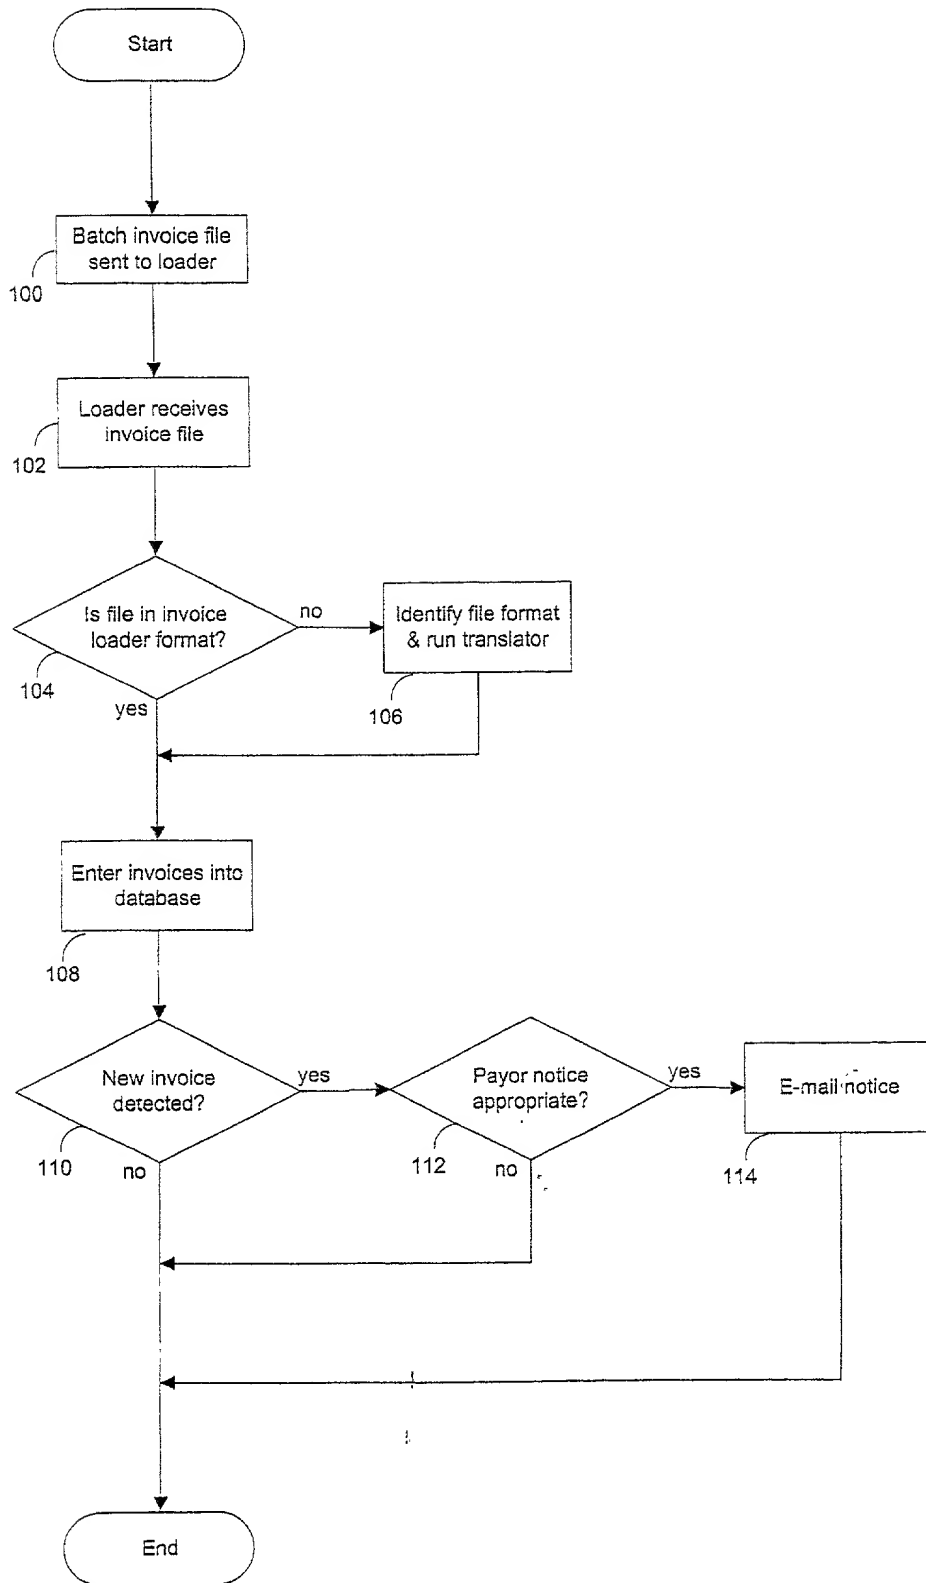 Start
Batch invoice file
sent to loader
100
Loader receives
invoice file
102
Is file in invoice
loader format?
no
Identify file format
& run translator
104
yes
106
Enter invoices into
database
108
New invoice
detected?
yes
Payor notice
appropriate?
yes
E-mail notice
110
no
112
no
114
End